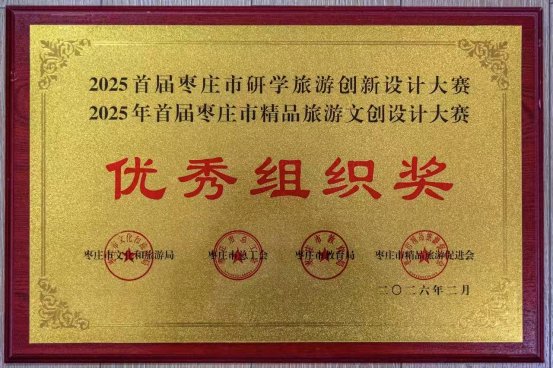 2025首届枣庄市研学旅游创新设计大赛
2025年首届枣庄市精品旅游文创设计大赛
优秀组织奖
枣庄市文化和旅游局 枣庄市总工会 枣庄市教育局 枣庄市精品旅游促进会
二〇二六年二月